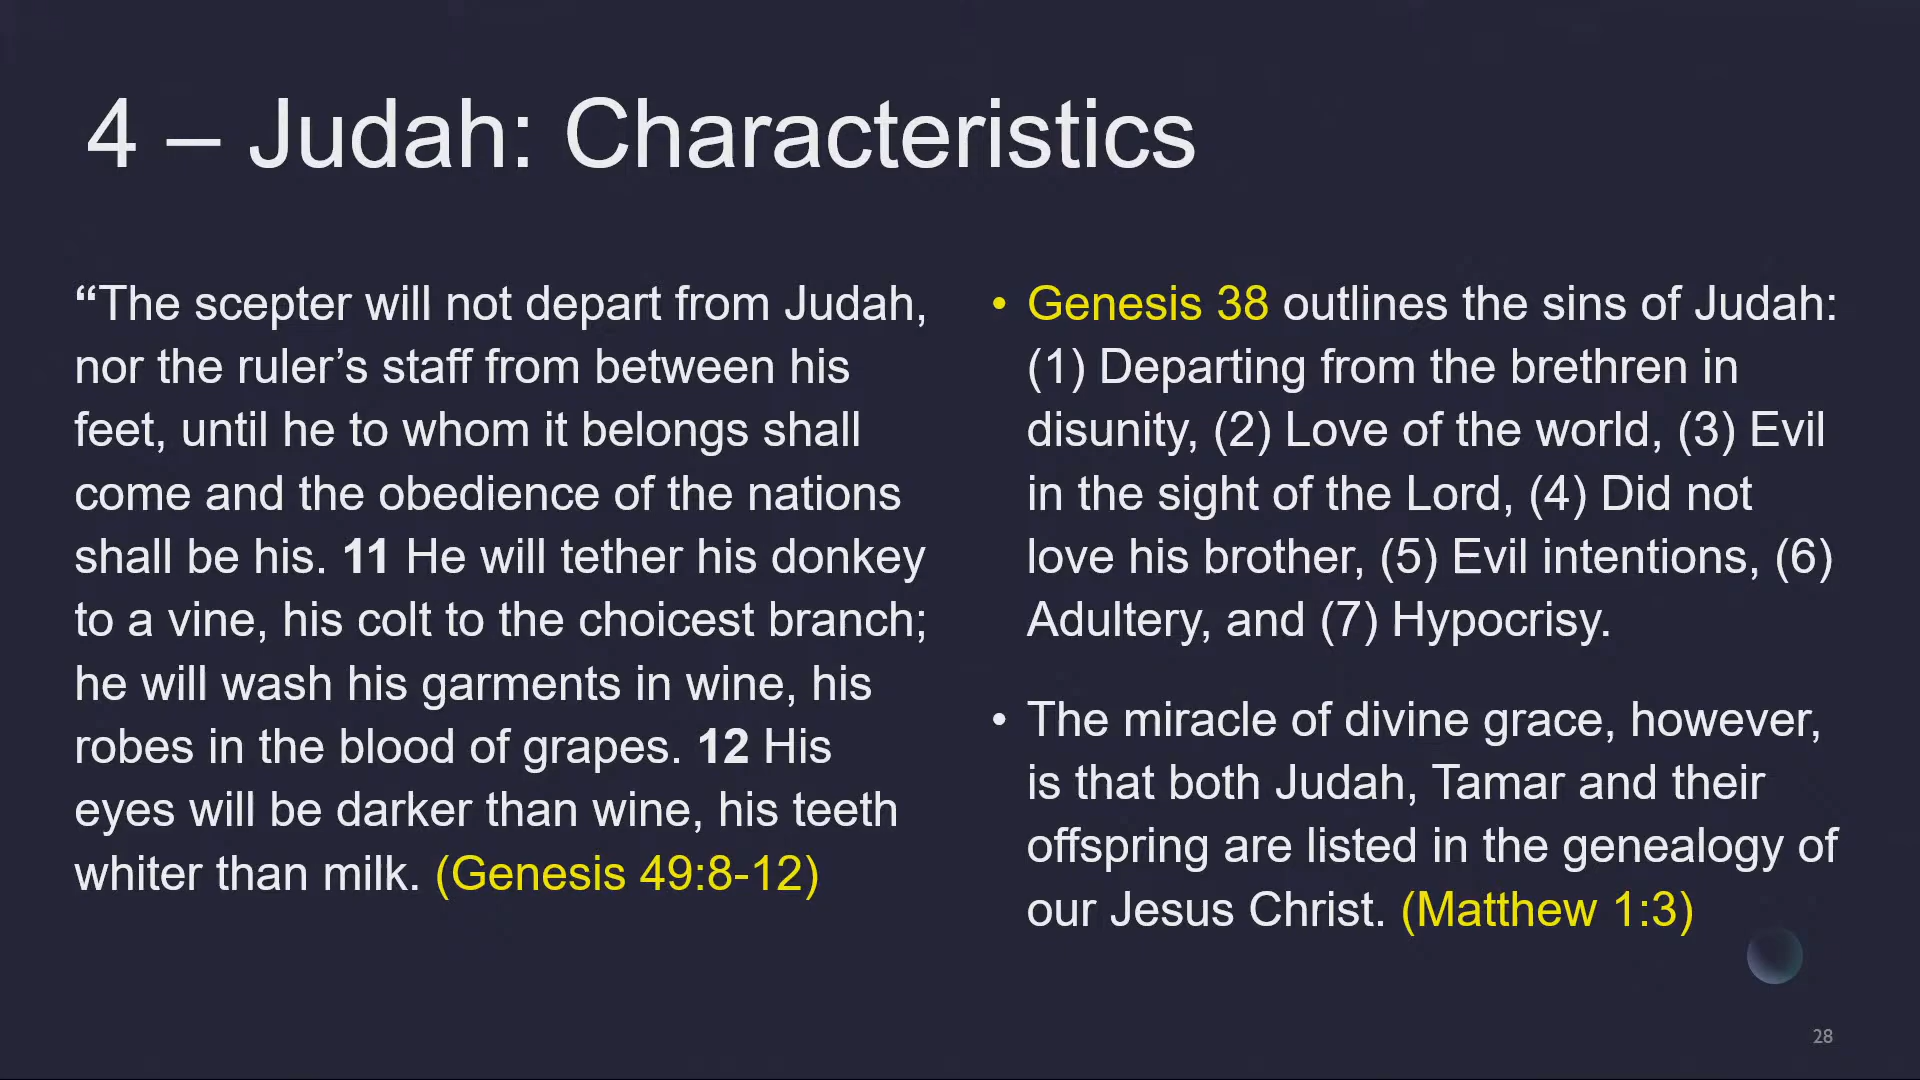 4 – Judah: Characteristics
“The scepter will not depart from Judah,
nor the ruler’s staff from between his
feet, until he to whom it belongs shall
come and the obedience of the nations
shall be his. 11 He will tether his donkey
to a vine, his colt to the choicest branch;
he will wash his garments in wine, his
robes in the blood of grapes. 12 His
eyes will be darker than wine, his teeth
whiter than milk. (Genesis 49:8-12)
• Genesis 38 outlines the sins of Judah:
(1) Departing from the brethren in
disunity, (2) Love of the world, (3) Evil
in the sight of the Lord, (4) Did not
love his brother, (5) Evil intentions, (6)
Adultery, and (7) Hypocrisy.
• The miracle of divine grace, however,
is that both Judah, Tamar and their
offspring are listed in the genealogy of
our Jesus Christ. (Matthew 1:3)
28